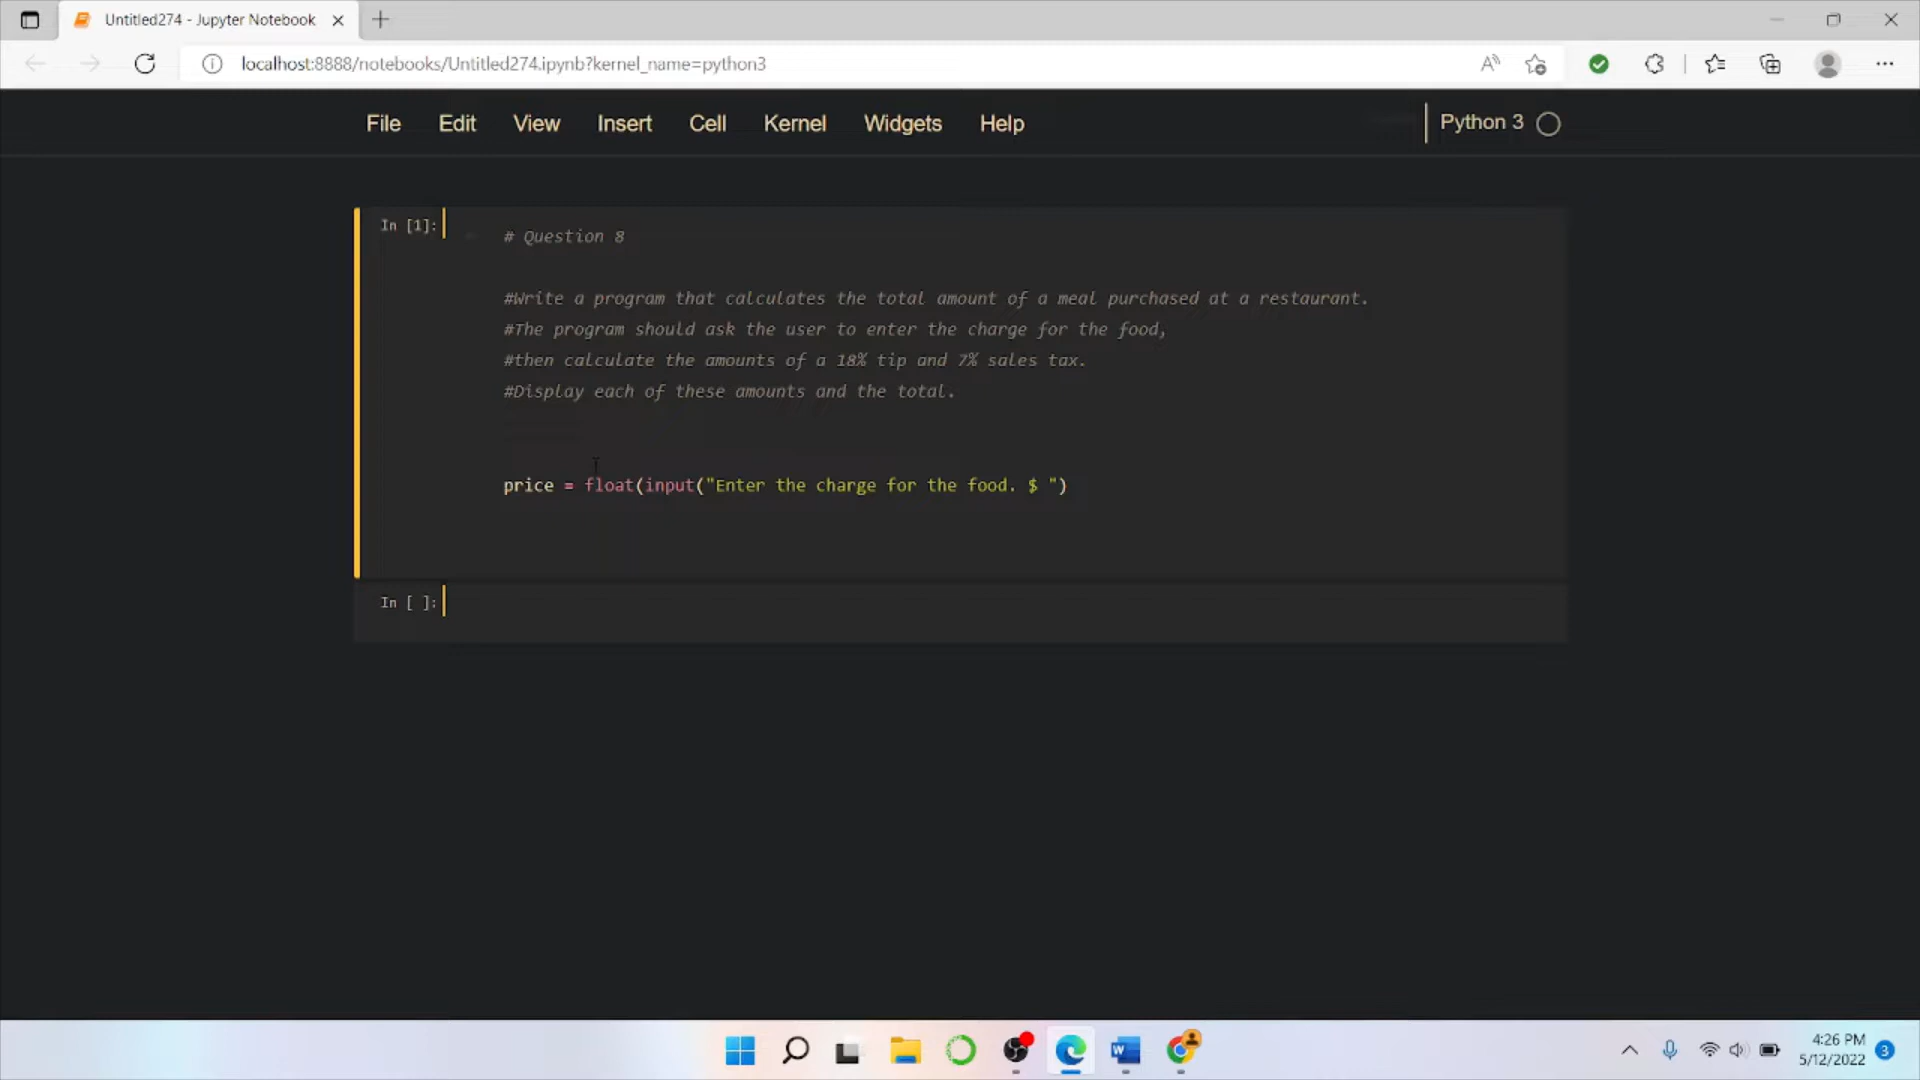 Untitled274 - Jupyter Notebook
localhost:8888/notebooks/Untitled274.ipynb?kernel_name=python3
File Edit View Insert Cell Kernel Widgets Help Python 3
In [1]:
# Question 8
#Write a program that calculates the total amount of a meal purchased at a restaurant.
#The program should ask the user to enter the charge for the food,
#then calculate the amounts of a 18% tip and 7% sales tax.
#Display each of these amounts and the total.
price = float(input("Enter the charge for the food. $ ")
In [ ]:
4:26 PM
5/12/2022
3